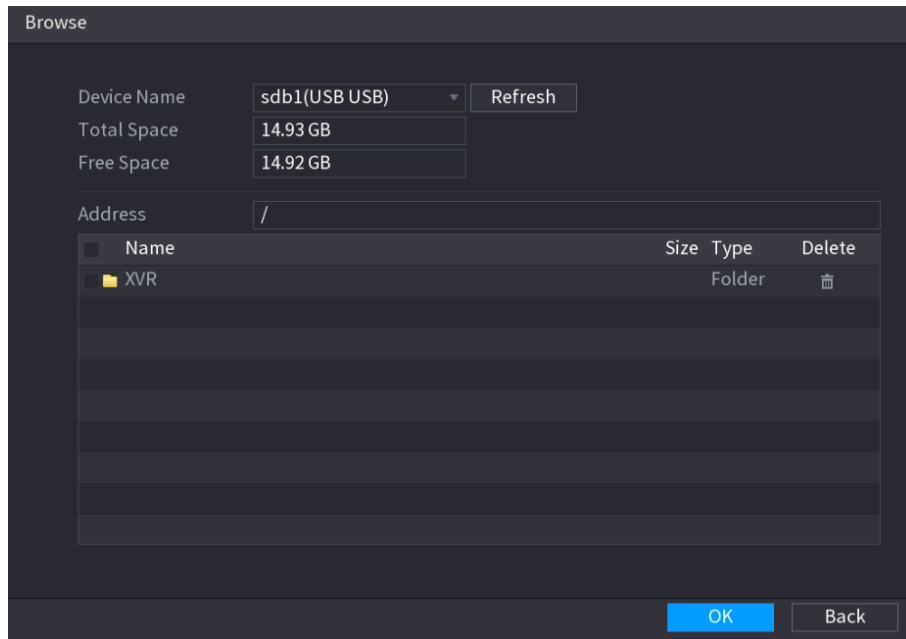 Browse
Device Name sdb1(USB USB) Refresh
Total Space 14.93 GB
Free Space 14.92 GB
Address /
Name Size Type Delete
XVR Folder
OK Back